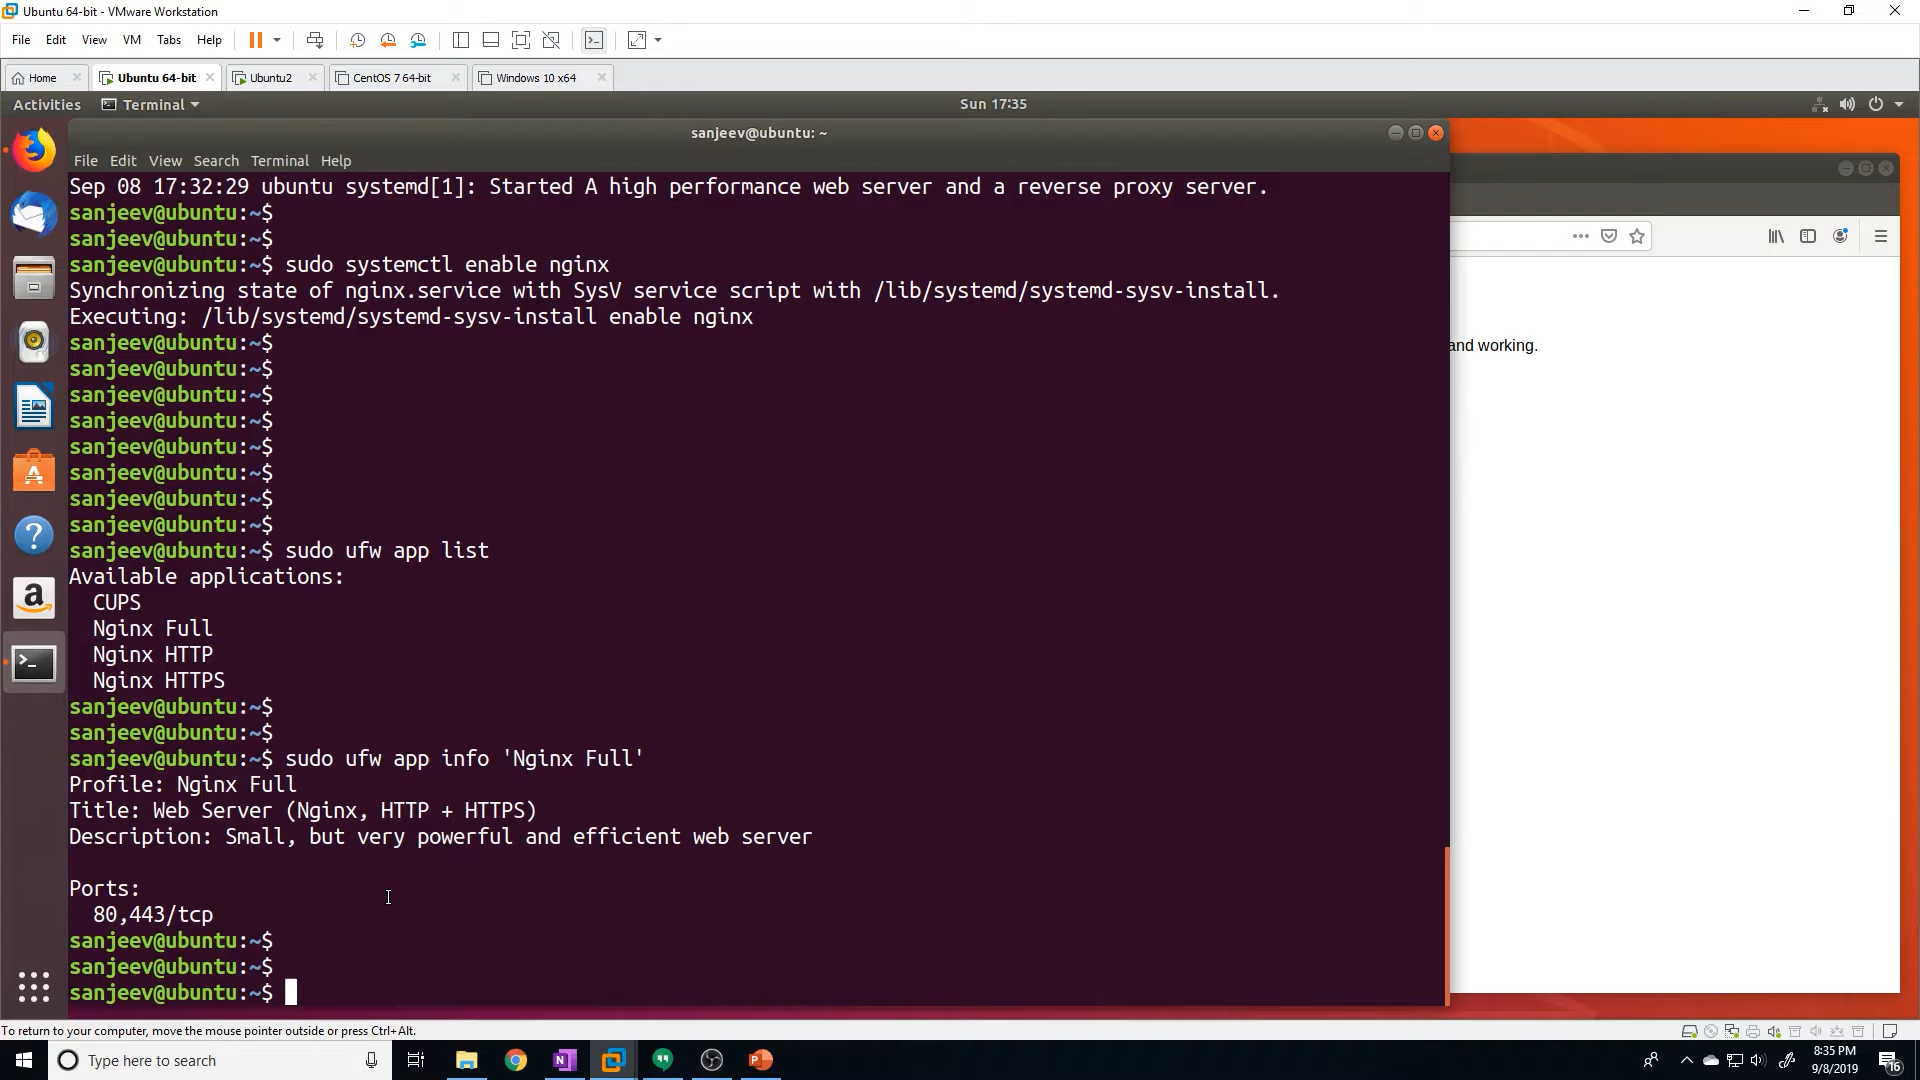 Ubuntu 64-bit - VMware Workstation
File Edit View VM Tabs Help
Home Ubuntu 64-bit Ubuntu2 CentOS 7 64-bit Windows 10 x64
Activities Terminal Sun 17:35
sanjeev@ubuntu: ~
File Edit View Search Terminal Help
Sep 08 17:32:29 ubuntu systemd[1]: Started A high performance web server and a reverse proxy server.
sanjeev@ubuntu:~$
sanjeev@ubuntu:~$
sanjeev@ubuntu:~$ sudo systemctl enable nginx
Synchronizing state of nginx.service with SysV service script with /lib/systemd/systemd-sysv-install.
Executing: /lib/systemd/systemd-sysv-install enable nginx
sanjeev@ubuntu:~$
and working.
sanjeev@ubuntu:~$
sanjeev@ubuntu:~$
sanjeev@ubuntu:~$
sanjeev@ubuntu:~$
sanjeev@ubuntu:~$
sanjeev@ubuntu:~$
sanjeev@ubuntu:~$
sanjeev@ubuntu:~$ sudo ufw app list
Available applications:
CUPS
Nginx Full
Nginx HTTP
Nginx HTTPS
sanjeev@ubuntu:~$
sanjeev@ubuntu:~$
sanjeev@ubuntu:~$ sudo ufw app info 'Nginx Full'
Profile: Nginx Full
Title: Web Server (Nginx, HTTP + HTTPS)
Description: Small, but very powerful and efficient web server
Ports:
80,443/tcp
sanjeev@ubuntu:~$
sanjeev@ubuntu:~$
sanjeev@ubuntu:~$
To return to your computer, move the mouse pointer outside or press Ctrl+Alt.
Type here to search
8:35 PM
9/8/2019
16